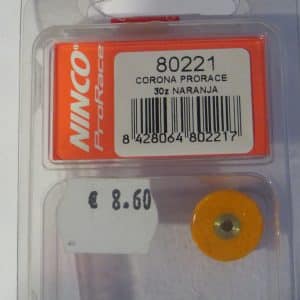 NINCO
ProRace
80221
CORONA PRORACE
30z NARANJA
8 428064 802217
€ 8.60